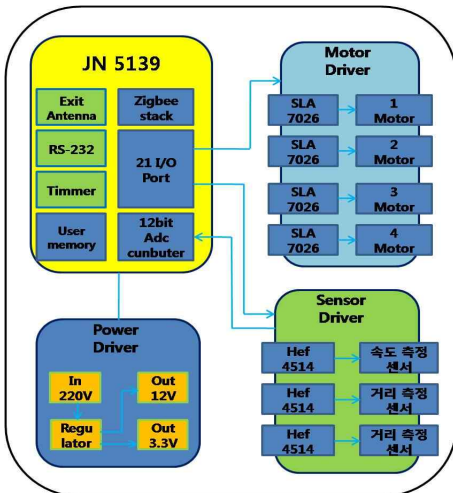 JN 5139
Exit
Antenna
Zigbee
stack
RS-232
21 I/O
Port
Timmer
User
memory
12bit
Adc
cunbuter
Motor
Driver
SLA
7026
1
Motor
SLA
7026
2
Motor
SLA
7026
3
Motor
SLA
7026
4
Motor
Power
Driver
In
220V
Out
12V
Regu
lator
Out
3.3V
Sensor
Driver
Hef
4514
속도 측정
센서
Hef
4514
거리 측정
센서
Hef
4514
거리 측정
센서